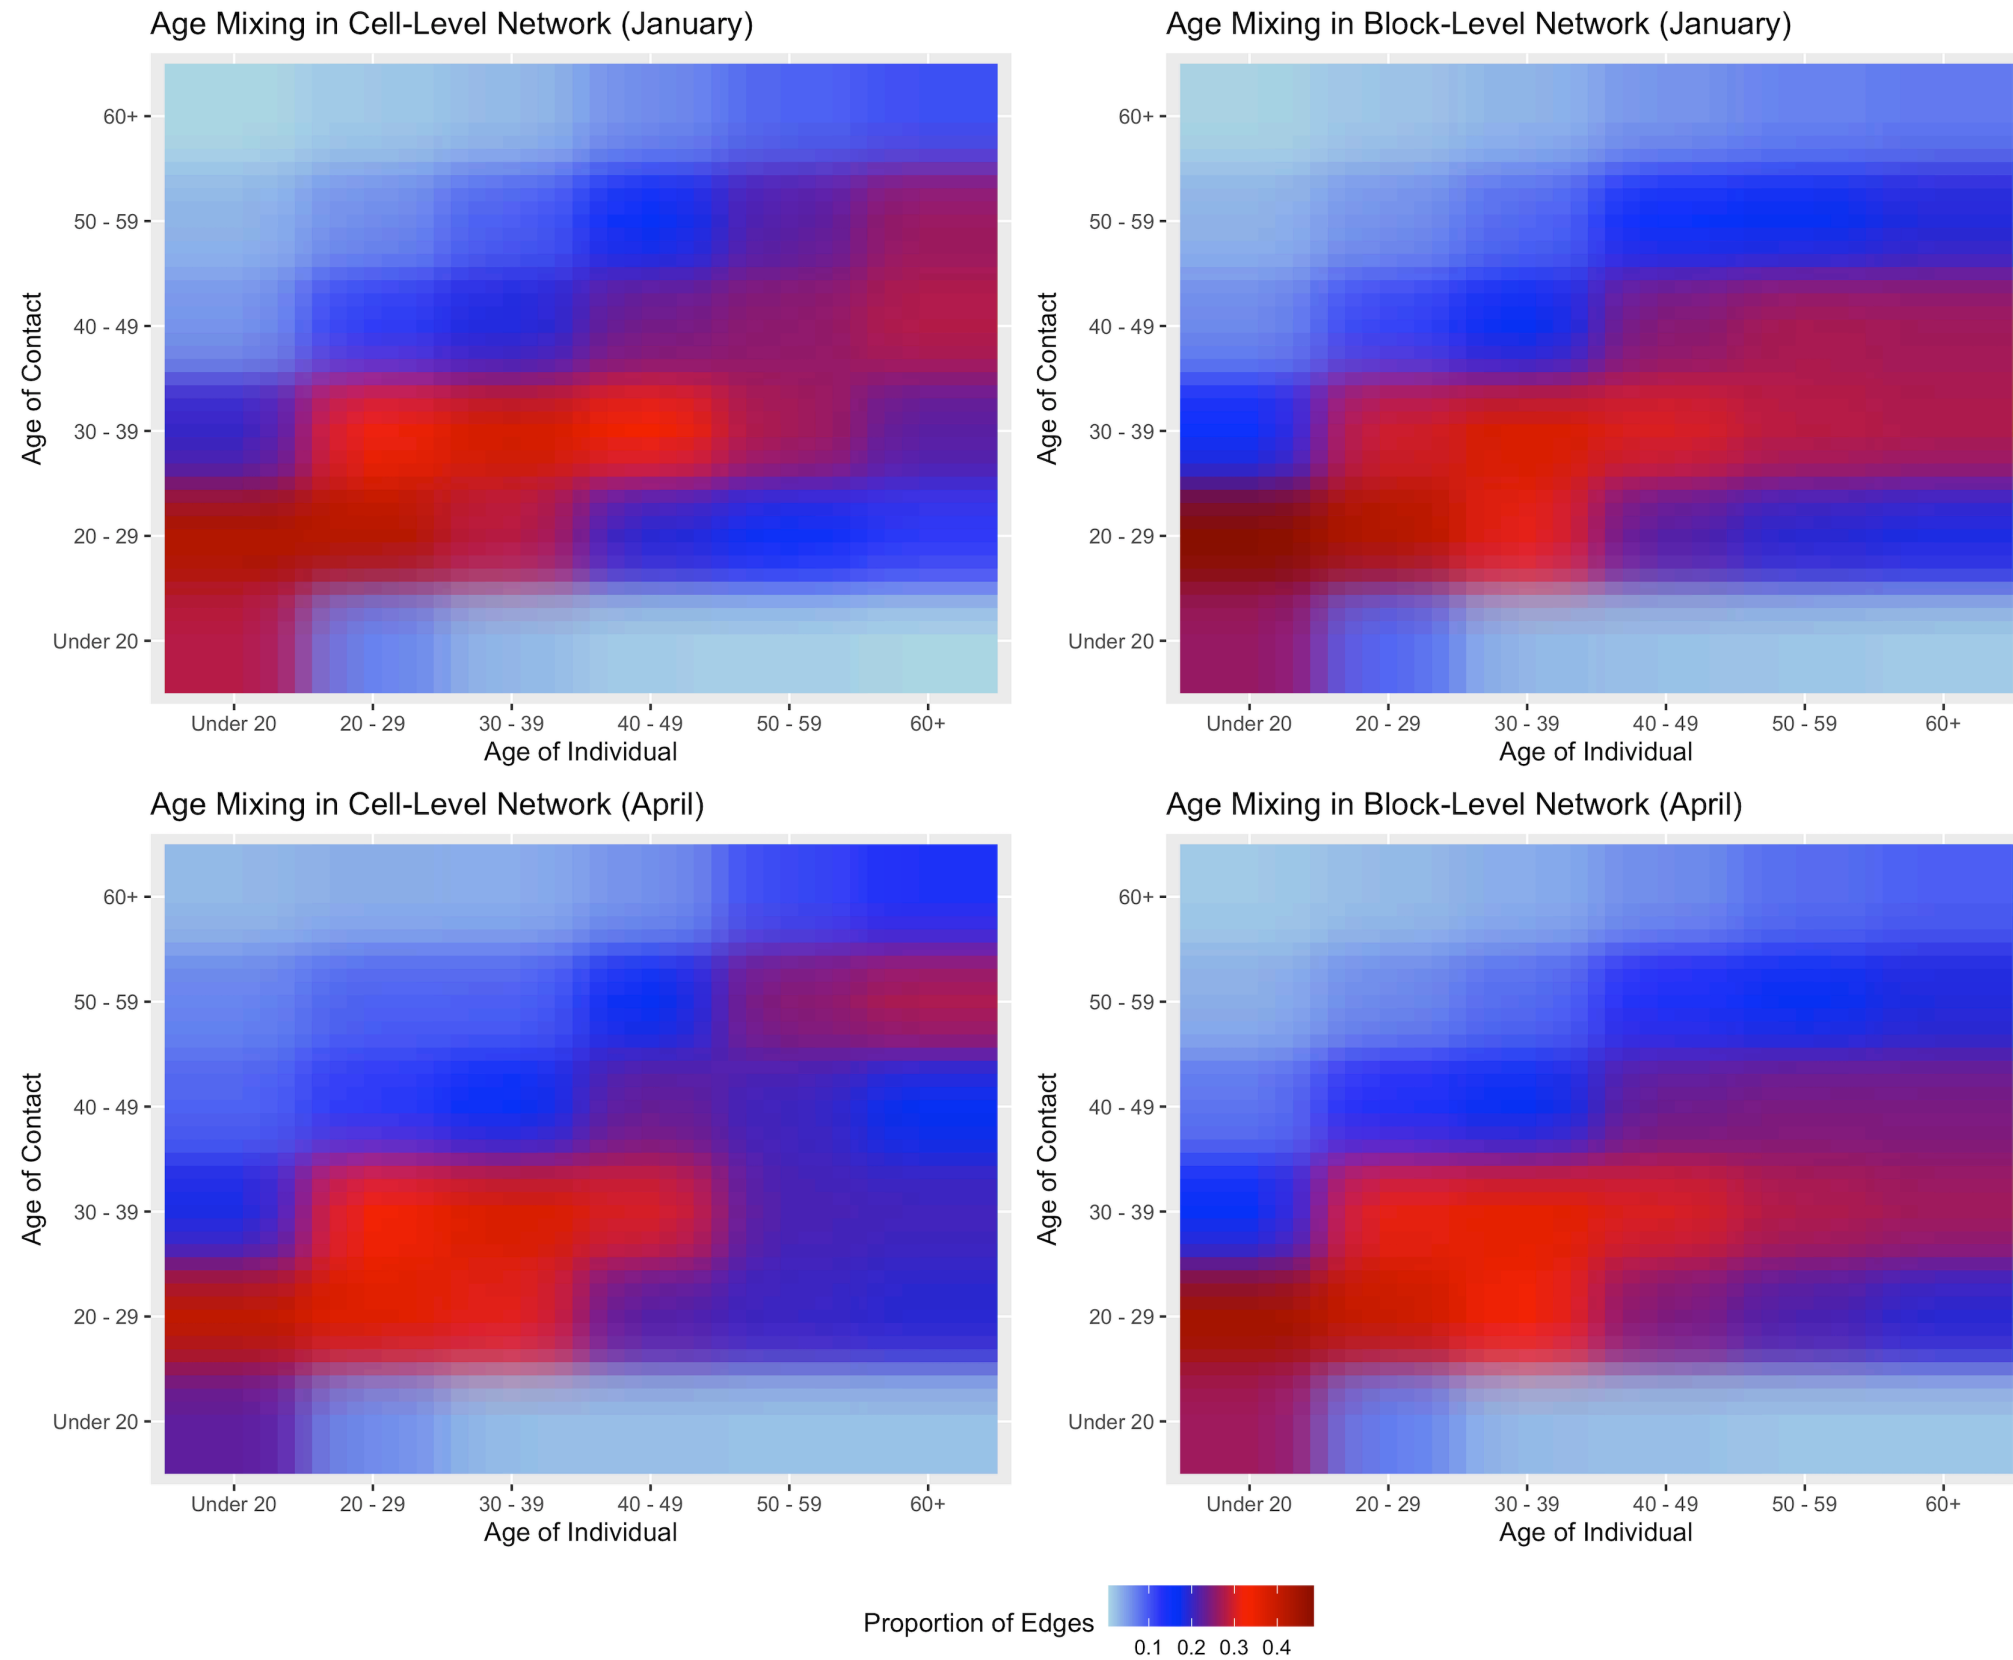 Age Mixing in Cell-Level Network (January)
Age of Contact
60+
50 - 59
40 - 49
30 - 39
20 - 29
Under 20
Under 20 20 - 29 30 - 39 40 - 49 50 - 59 60+
Age of Individual
Age Mixing in Block-Level Network (January)
Age of Contact
60+
50 - 59
40 - 49
30 - 39
20 - 29
Under 20
Under 20 20 - 29 30 - 39 40 - 49 50 - 59 60+
Age of Individual
Age Mixing in Cell-Level Network (April)
Age of Contact
60+
50 - 59
40 - 49
30 - 39
20 - 29
Under 20
Under 20 20 - 29 30 - 39 40 - 49 50 - 59 60+
Age of Individual
Age Mixing in Block-Level Network (April)
Age of Contact
60+
50 - 59
40 - 49
30 - 39
20 - 29
Under 20
Under 20 20 - 29 30 - 39 40 - 49 50 - 59 60+
Age of Individual
Proportion of Edges
0.1 0.2 0.3 0.4